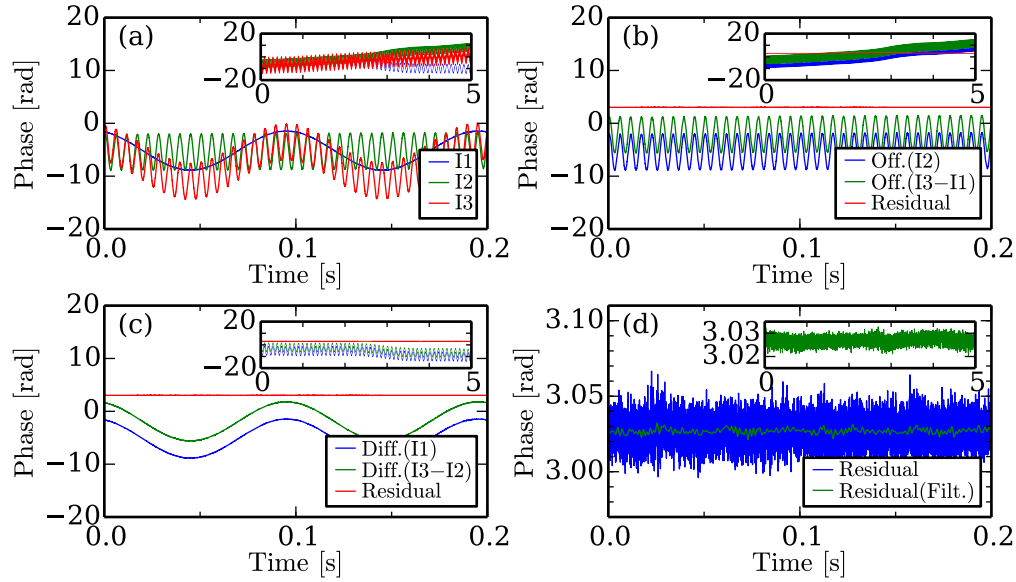 20
10
0
−10
−20
Phase [rad]
(a)
20
−20
0
5
I1
I2
I3
0.0
0.1
0.2
Time [s]
20
10
0
−10
−20
Phase [rad]
(b)
20
−20
0
5
Off.(I2)
Off.(I3−I1)
Residual
0.0
0.1
0.2
Time [s]
20
10
0
−10
−20
Phase [rad]
(c)
20
−20
0
5
Diff.(I1)
Diff.(I3−I2)
Residual
0.0
0.1
0.2
Time [s]
3.10
3.05
3.00
Phase [rad]
(d)
3.03
3.02
0
5
Residual
Residual(Filt.)
0.0
0.1
0.2
Time [s]